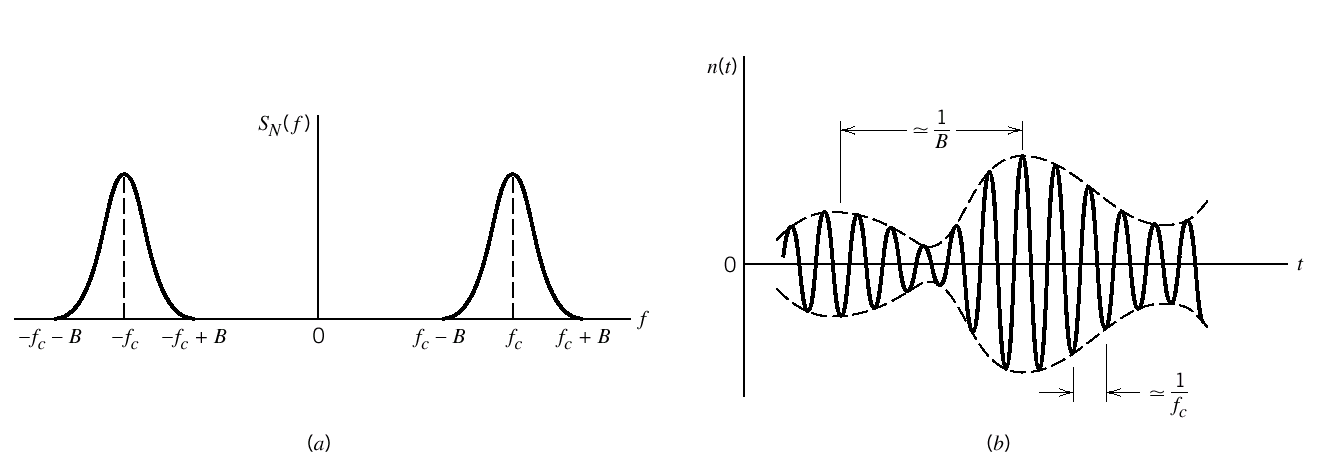 S_N(f)
f
−f_c − B
−f_c
−f_c + B
0
f_c − B
f_c
f_c + B
(a)
n(t)
≃ 1/B
0
t
≃ 1/f_c
(b)